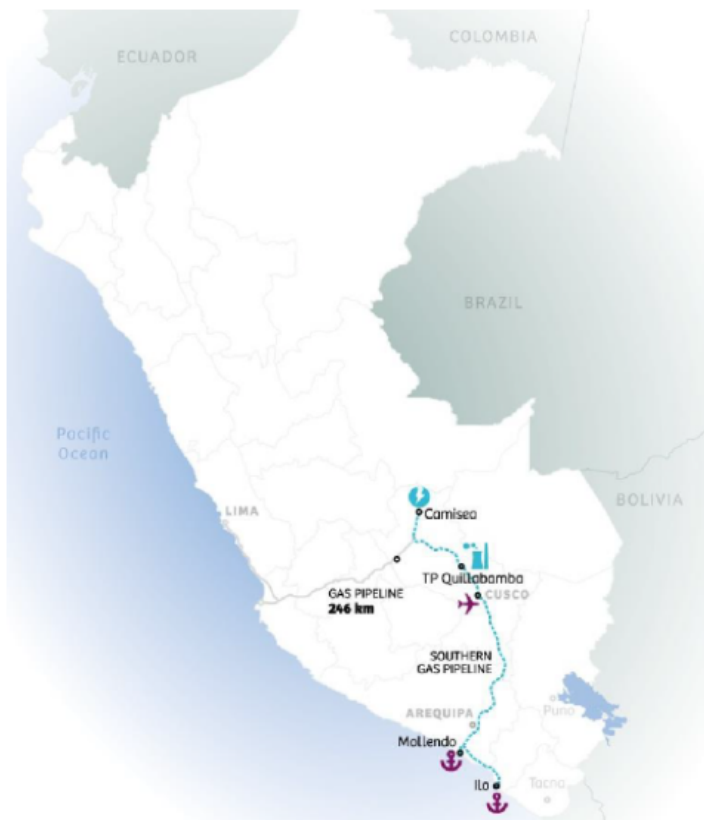 COLOMBIA
ECUADOR
BRAZIL
Pacific
Ocean
BOLIVIA
LIMA
Camisea
TP Quillabamba
CUSCO
GAS PIPELINE
246 km
SOUTHERN
GAS PIPELINE
AREQUIPA
Puno
Mollendo
Ilo
Tacna